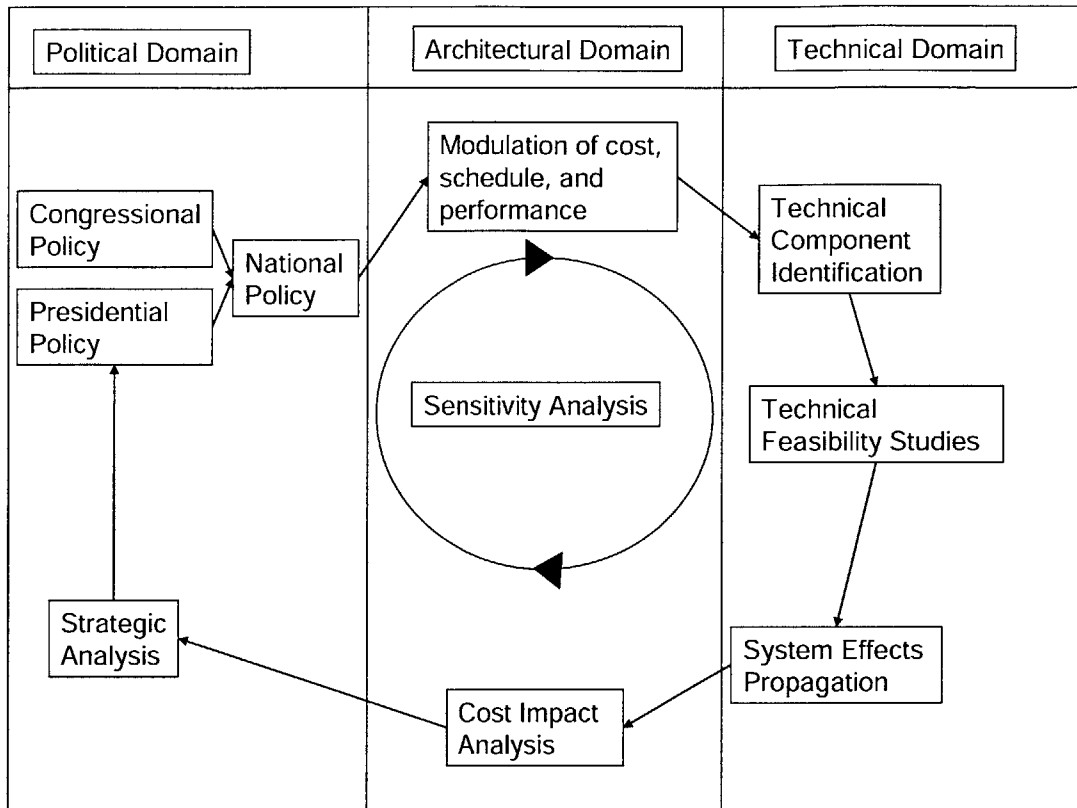 Political Domain
Architectural Domain
Technical Domain
Modulation of cost,
schedule, and
performance
Congressional
Policy
National
Policy
Presidential
Policy
Technical
Component
Identification
Sensitivity Analysis
Technical
Feasibility Studies
Strategic
Analysis
System Effects
Propagation
Cost Impact
Analysis